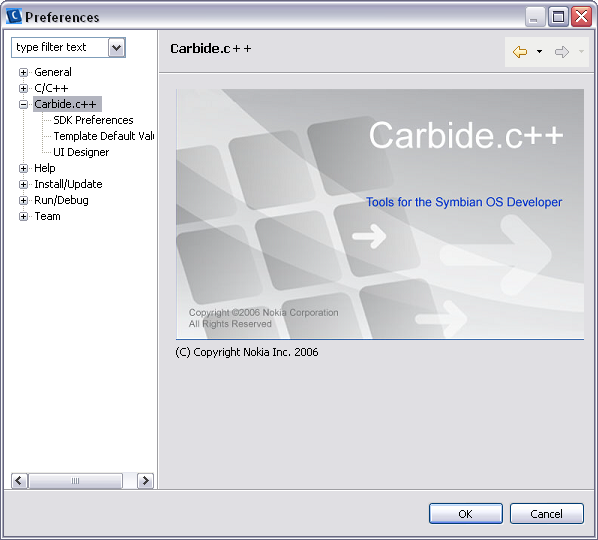 Preferences
type filter text
General
C/C++
Carbide.c++
SDK Preferences
Template Default Val
UI Designer
Help
Install/Update
Run/Debug
Team
Carbide.c++
Carbide.c++
Tools for the Symbian OS Developer
Copyright ©2006 Nokia Corporation
All Rights Reserved
(C) Copyright Nokia Inc. 2006
OK
Cancel